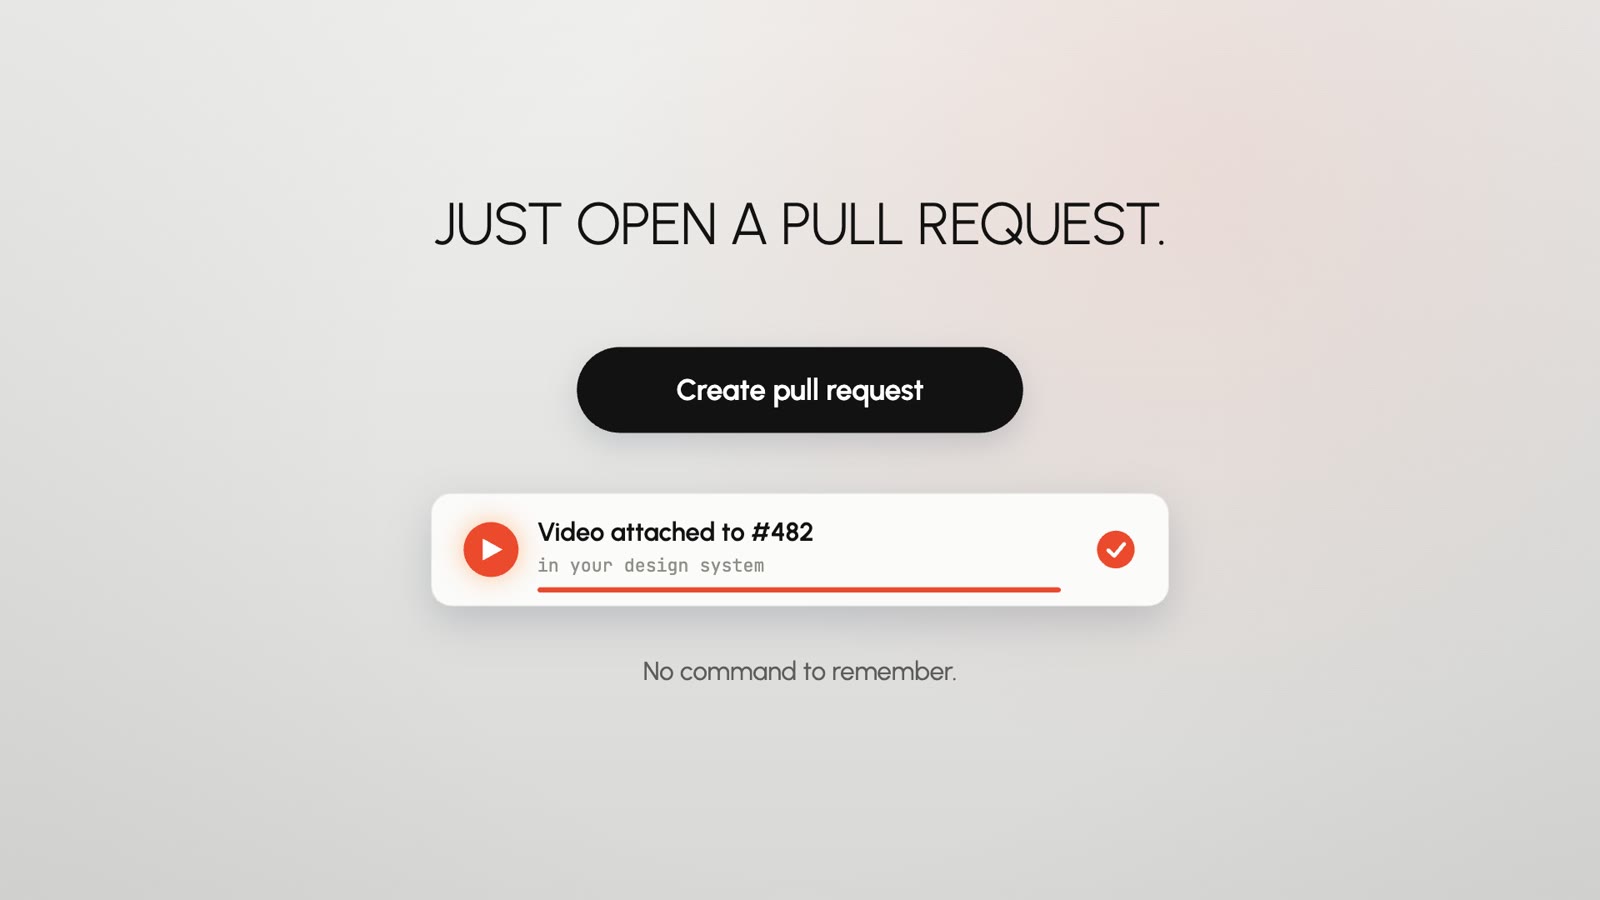 JUST OPEN A PULL REQUEST.
Create pull request
Video attached to #482
in your design system
No command to remember.